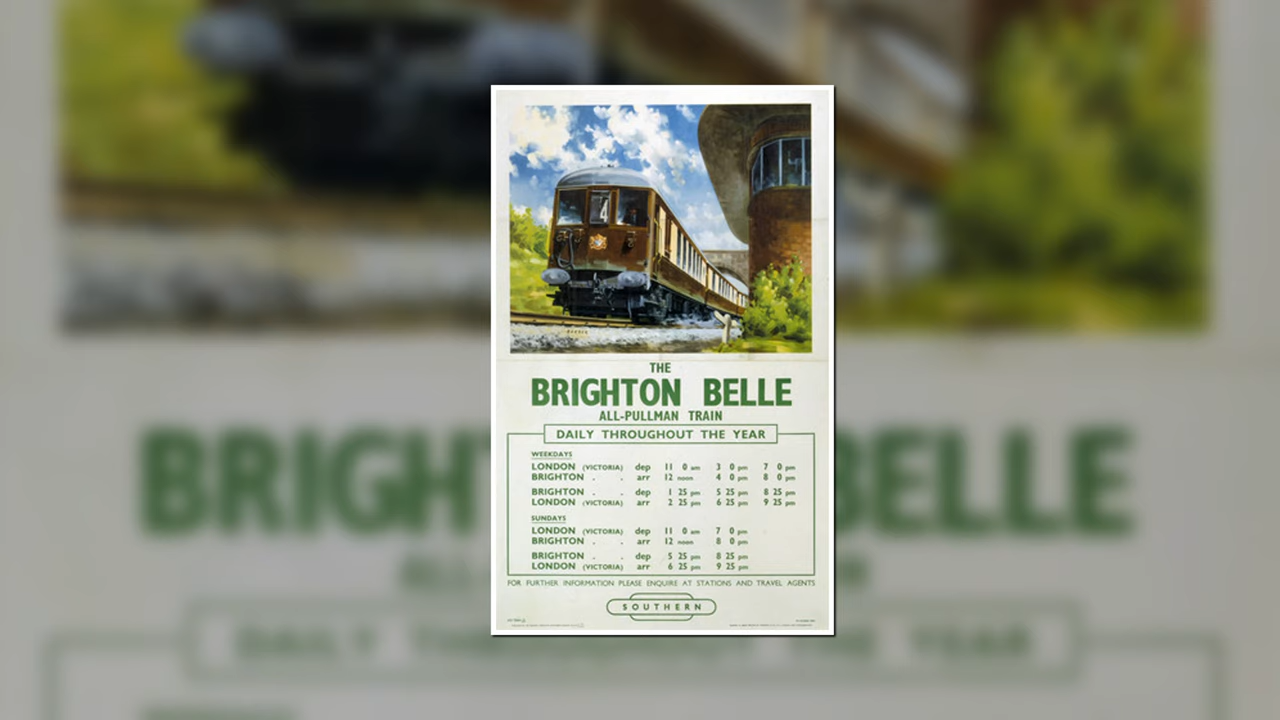 4
THE
BRIGHTON BELLE
ALL-PULLMAN TRAIN
DAILY THROUGHOUT THE YEAR
WEEKDAYS
LONDON (VICTORIA) dep 11 0 am 3 0 pm 7 0 pm
BRIGHTON . . arr 12 noon 4 0 pm 8 0 pm
BRIGHTON . . dep 1 25 pm 5 25 pm 8 25 pm
LONDON (VICTORIA) arr 2 25 pm 6 25 pm 9 25 pm
SUNDAYS
LONDON (VICTORIA) dep 11 0 am 7 0 pm
BRIGHTON . . arr 12 noon 8 0 pm
BRIGHTON . . dep 5 25 pm 8 25 pm
LONDON (VICTORIA) arr 6 25 pm 9 25 pm
FOR FURTHER INFORMATION PLEASE ENQUIRE AT STATIONS AND TRAVEL AGENTS
SOUTHERN